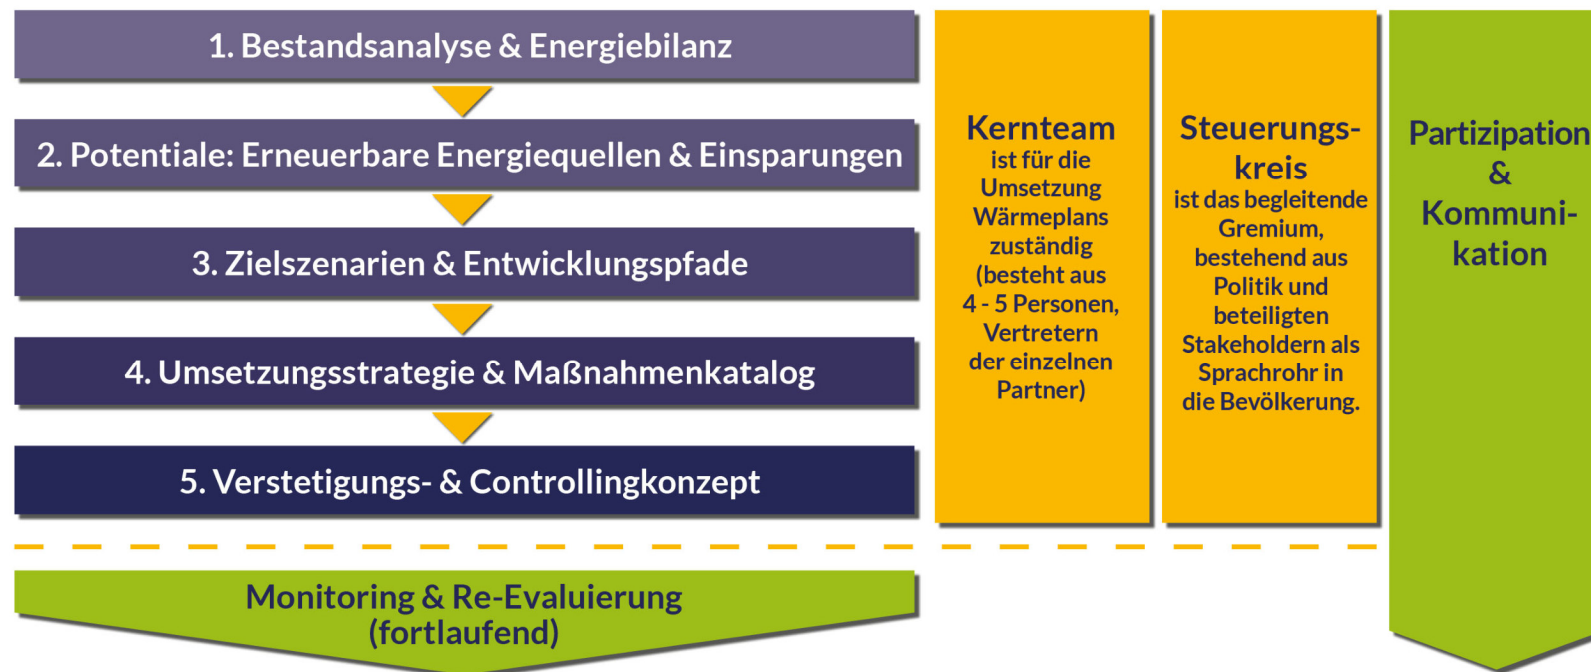 1. Bestandsanalyse & Energiebilanz
2. Potentiale: Erneuerbare Energiequellen & Einsparungen
3. Zielszenarien & Entwicklungspfade
4. Umsetzungsstrategie & Maßnahmenkatalog
5. Verstetigungs- & Controllingkonzept
Monitoring & Re-Evaluierung
(fortlaufend)
Kernteam
ist für die
Umsetzung
Wärmeplans
zuständig
(besteht aus
4 - 5 Personen,
Vertretern
der einzelnen
Partner)
Steuerungs-
kreis
ist das begleitende
Gremium,
bestehend aus
Politik und
beteiligten
Stakeholdern als
Sprachrohr in
die Bevölkerung.
Partizipation
&
Kommuni-
kation